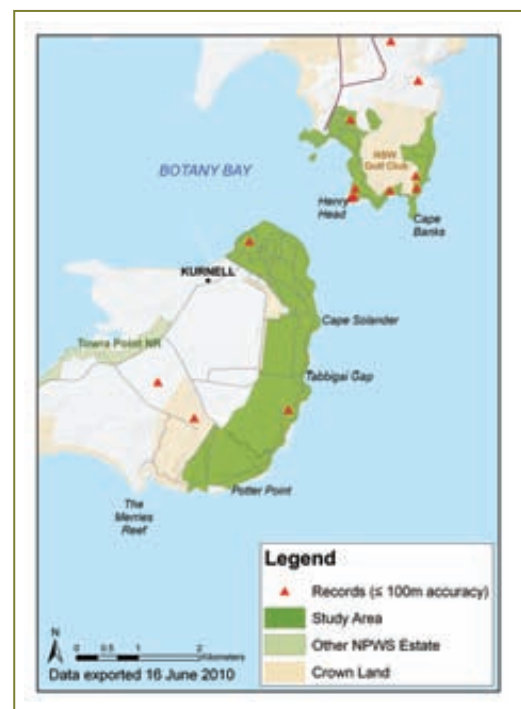 BOTANY BAY
NSW
Golf Club
Henry
Head
Cape
Banks
KURNELL
Cape Solander
Towra Point NR
Tabbigai Gap
Potter Point
The
Merries
Reef
Legend
Records (≤ 100m accuracy)
Study Area
Other NPWS Estate
Crown Land
N
0 0.5 1 2
Kilometers
Data exported 16 June 2010